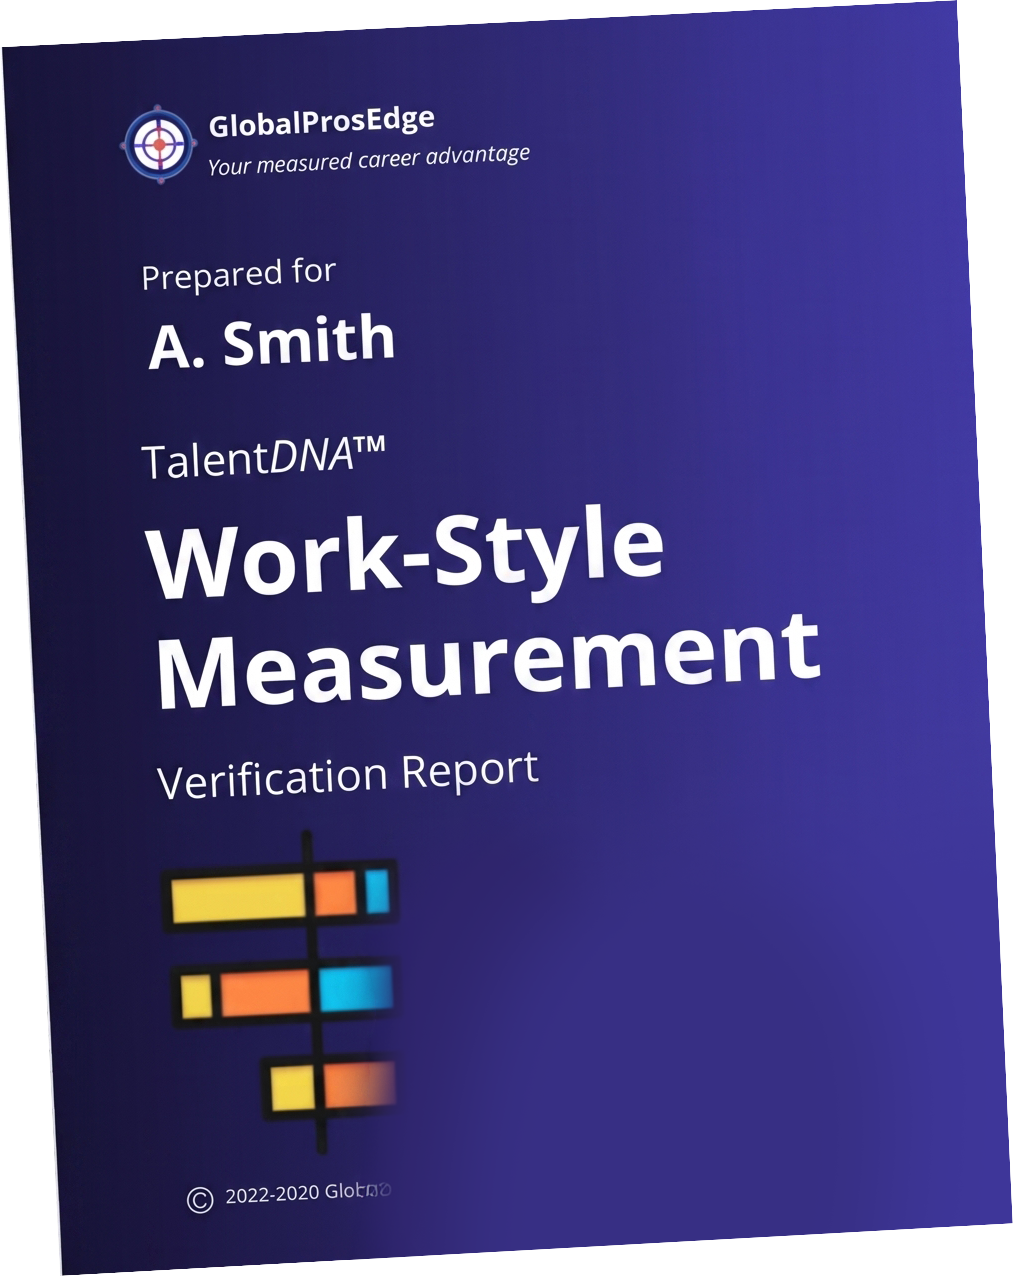 GlobalProsEdge
Your measured career advantage
Prepared for
A. Smith
TalentDNA™
Work-Style
Measurement
Verification Report
© 2022-2020